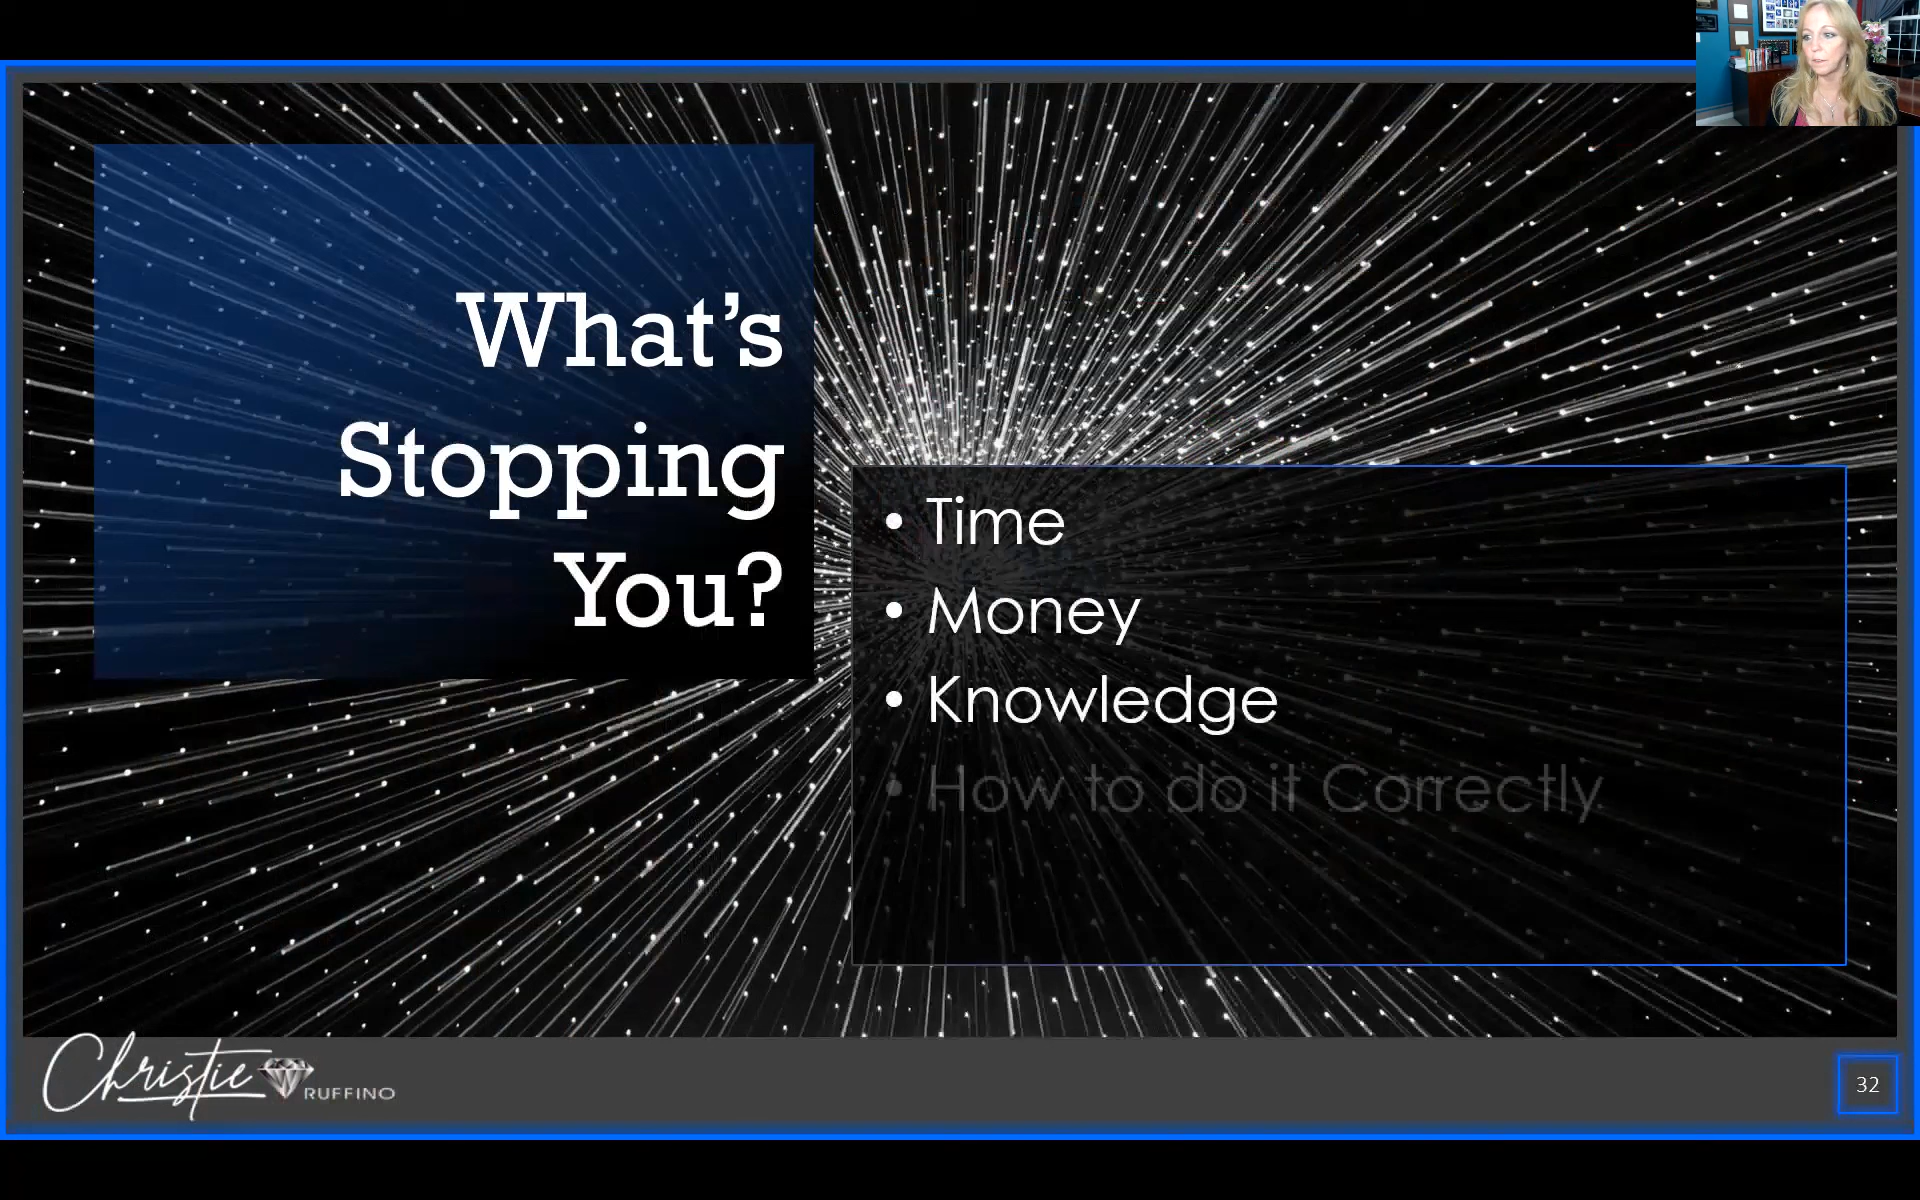 What's
Stopping
You?
• Time
• Money
• Knowledge
• How to do it Correctly
Christie
RUFFINO
32